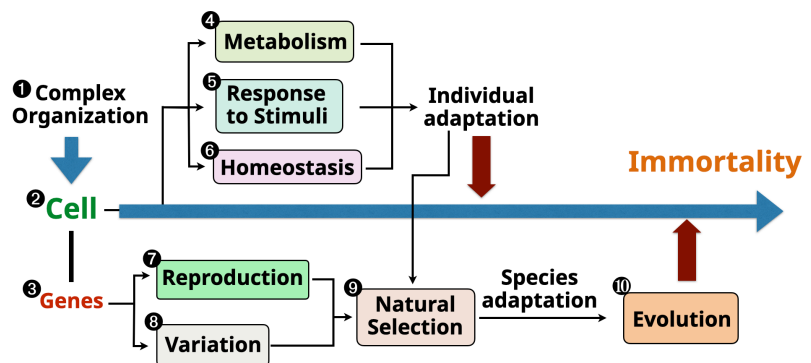 ❹
Metabolism
❶ Complex
Organization
❺ Response
to Stimuli
Individual
adaptation
❻
Homeostasis
Immortality
❷ Cell
❼
Reproduction
❸ Genes
❽
Variation
❾
Natural
Selection
Species
adaptation
❿
Evolution